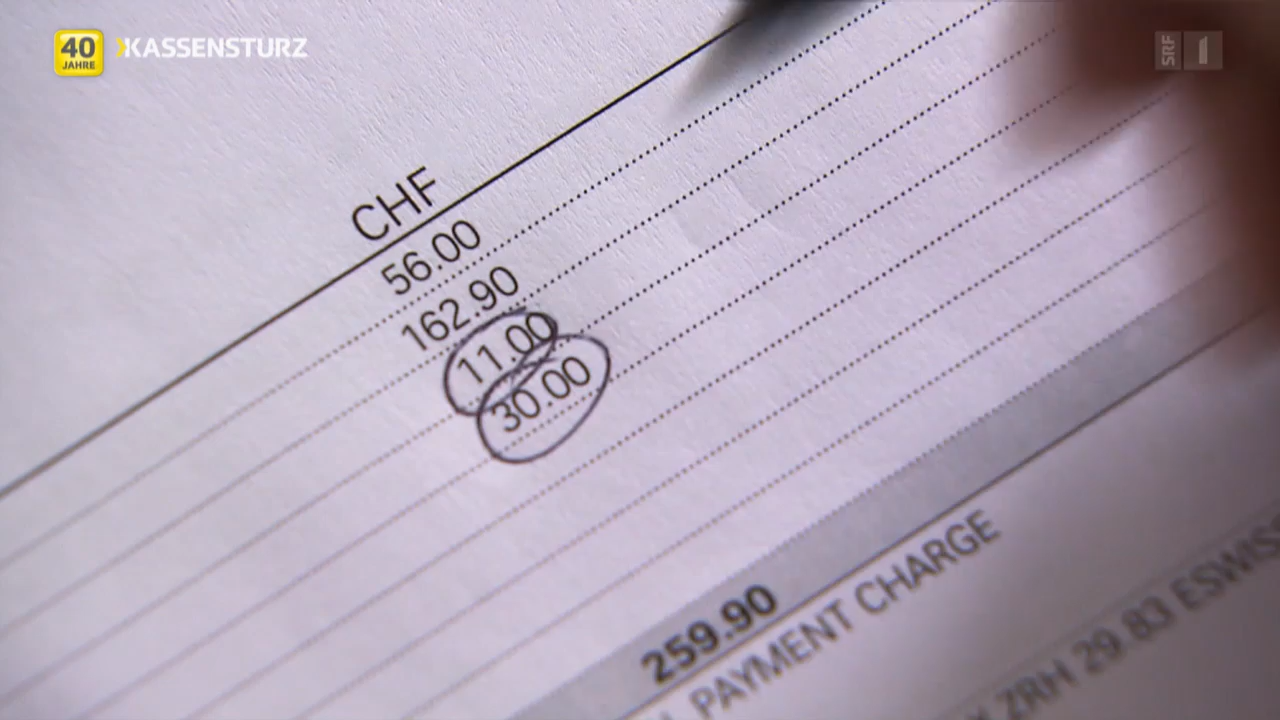 40
JAHRE
KASSENSTURZ
SRF 1
CHF
56.00
162.90
11.00
30.00
259.90
PAYMENT CHARGE
ZRH 29.83